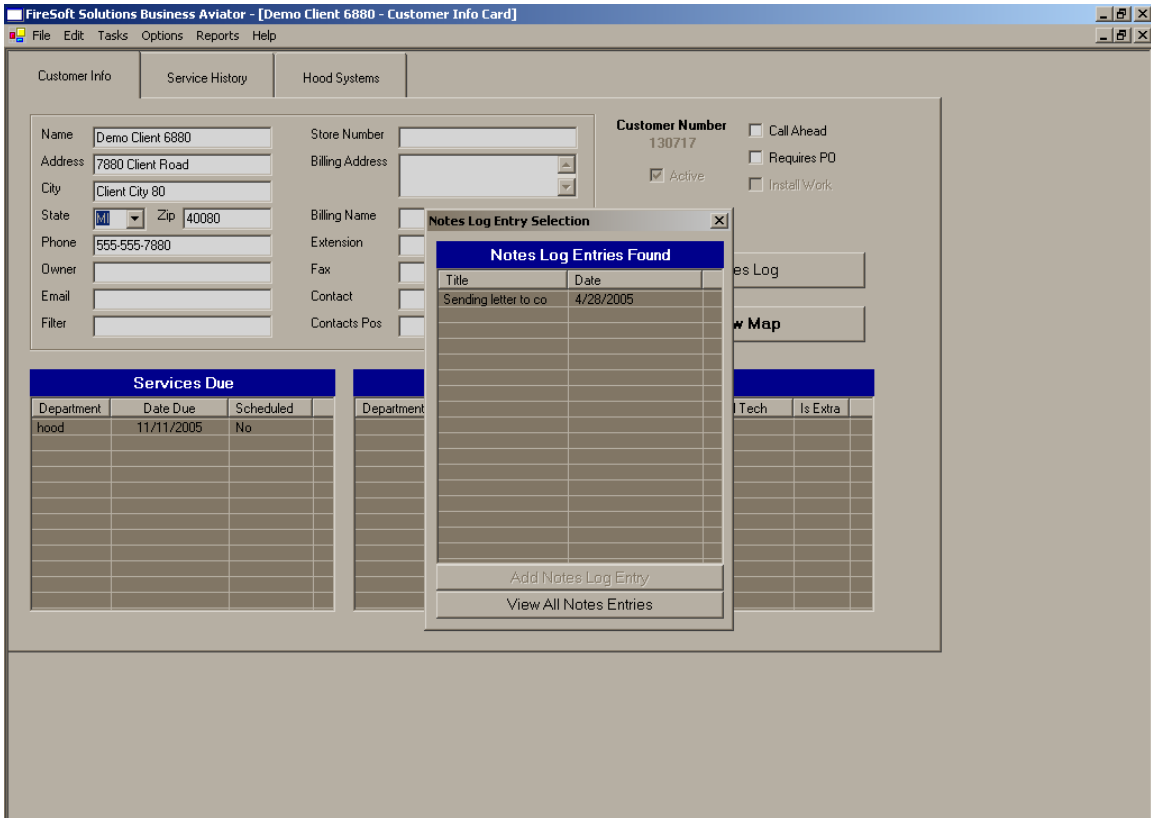 FireSoft Solutions Business Aviator - [Demo Client 6880 - Customer Info Card]
File Edit Tasks Options Reports Help
Customer Info Service History Hood Systems
Name Demo Client 6880 Store Number Customer Number Call Ahead
130717
Address 7880 Client Road Billing Address Requires PO
Active
City Client City 80 Install Work
State MI Zip 40080 Billing Name
Notes Log Entry Selection
Phone 555-555-7880 Extension
Notes Log Entries Found
Owner Fax es Log
Title Date
Email Contact
Sending letter to co 4/28/2005
Filter Contacts Pos w Map
Services Due
Department Date Due Scheduled Department l Tech Is Extra
hood 11/11/2005 No
Add Notes Log Entry
View All Notes Entries